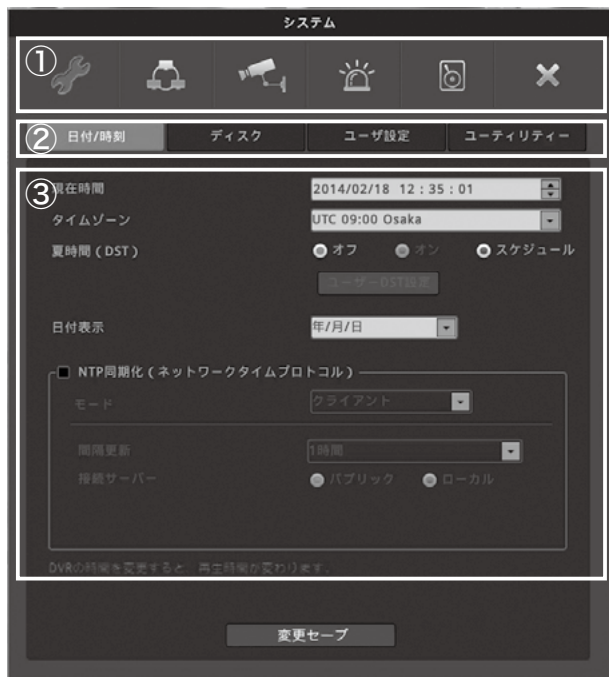 システム
①
② 日付/時刻 ディスク ユーザ設定 ユーティリティー
③ 現在時間 2014/02/18 12 : 35 : 01
タイムゾーン UTC 09:00 Osaka
夏時間 ( DST ) オフ オン スケジュール
ユーザーDST設定
日付表示 年/月/日
NTP同期化 ( ネットワークタイムプロトコル )
モード クライアント
間隔更新 1時間
接続サーバー パブリック ローカル
DVRの時間を変更すると 再生時間が変わります.
変更セーブ